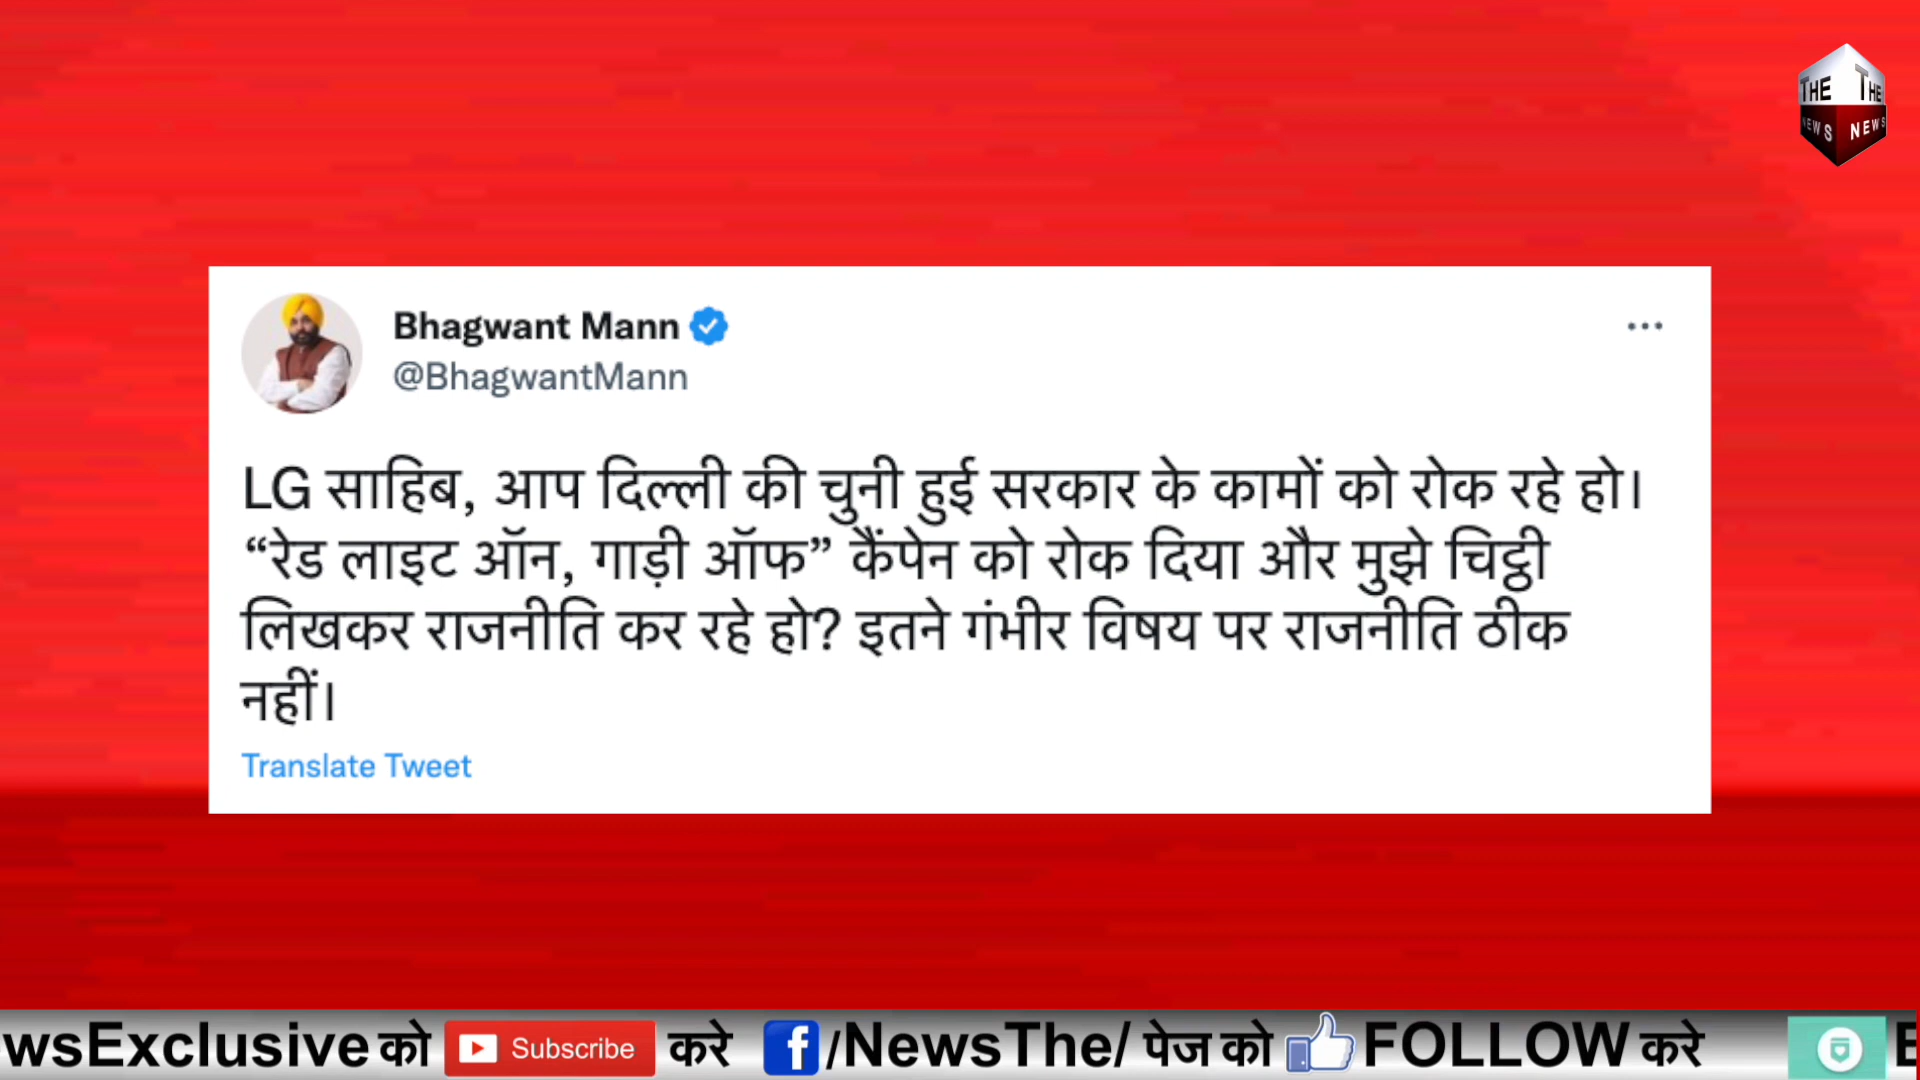 THE THE
NEWS NEWS
Bhagwant Mann
@BhagwantMann
LG साहिब, आप दिल्ली की चुनी हुई सरकार के कामों को रोक रहे हो।
“रेड लाइट ऑन, गाड़ी ऑफ” कैंपेन को रोक दिया और मुझे चिट्ठी
लिखकर राजनीति कर रहे हो? इतने गंभीर विषय पर राजनीति ठीक
नहीं।
Translate Tweet
wsExclusive को Subscribe करे f/NewsThe/ पेज को FOLLOW करे